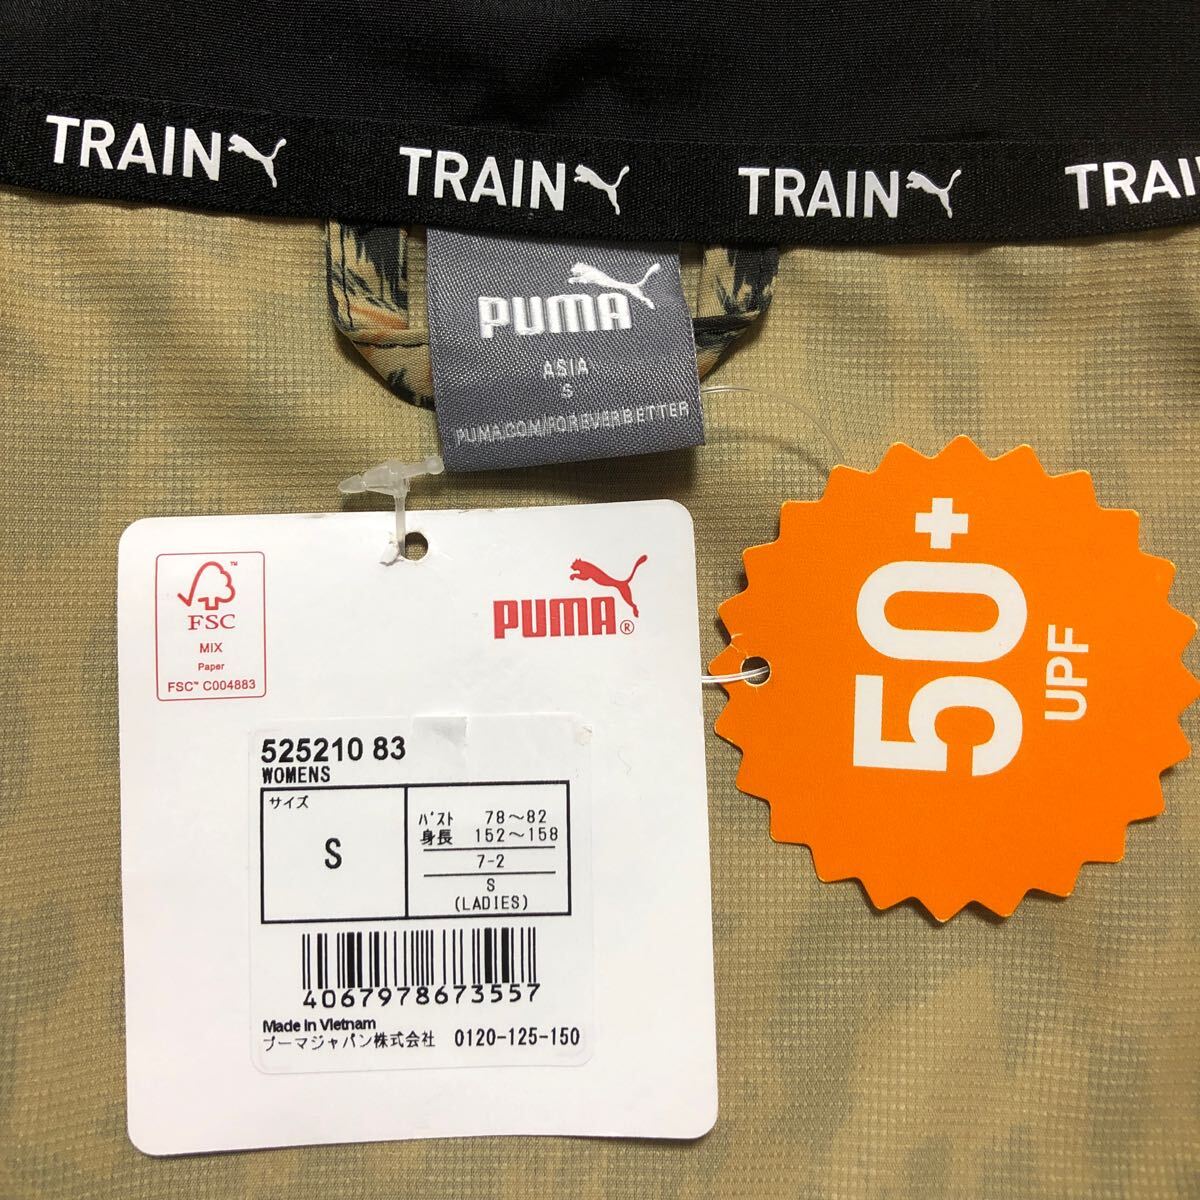 TRAIN TRAIN TRAIN TRAI
PUMA
ASIA
S
PUMA.COM/FOREVERBETTER
FSC™
MIX
Paper
FSC™ C004883
PUMA®
525210 83
WOMENS
サイズ
S
バスト 78～82
身長 152～158
7-2
S
(LADIES)
4067978673557
Made in Vietnam
プーマジャパン株式会社 0120-125-150
50+
UPF